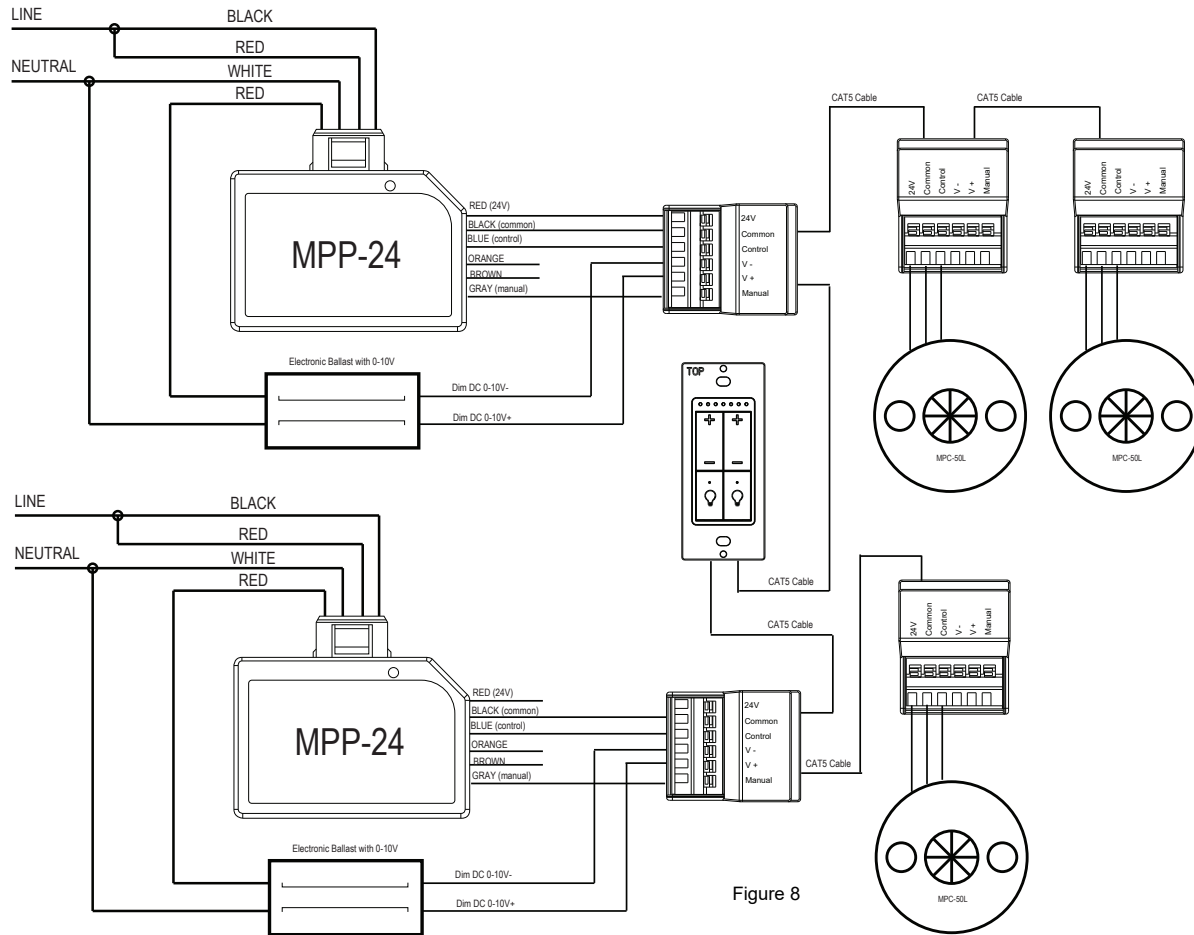 LINE
BLACK
RED
NEUTRAL
WHITE
RED
MPP-24
RED (24V)
BLACK (common)
BLUE (control)
ORANGE
BROWN
GRAY (manual)
24V
Common
Control
V -
V +
Manual
CAT5 Cable
CAT5 Cable
24V
Common
Control
V -
V +
Manual
24V
Common
Control
V -
V +
Manual
MPC-50L
MPC-50L
Electronic Ballast with 0-10V
Dim DC 0-10V-
Dim DC 0-10V+
TOP
CAT5 Cable
CAT5 Cable
LINE
BLACK
RED
NEUTRAL
WHITE
RED
MPP-24
RED (24V)
BLACK (common)
BLUE (control)
ORANGE
BROWN
GRAY (manual)
24V
Common
Control
V -
V +
Manual
CAT5 Cable
24V
Common
Control
V -
V +
Manual
MPC-50L
Electronic Ballast with 0-10V
Dim DC 0-10V-
Dim DC 0-10V+
Figure 8